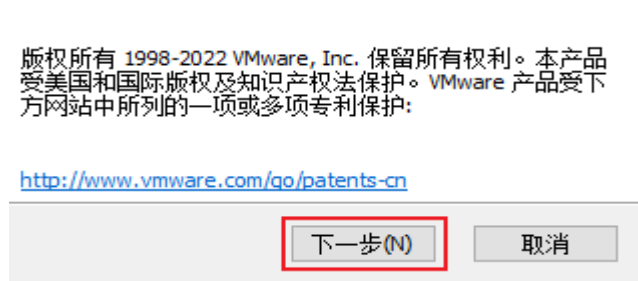 版权所有 1998-2022 VMware, Inc. 保留所有权利。本产品
受美国和国际版权及知识产权法保护。VMware 产品受下
方网站中所列的一项或多项专利保护:
http://www.vmware.com/go/patents-cn
下一步(N) 取消